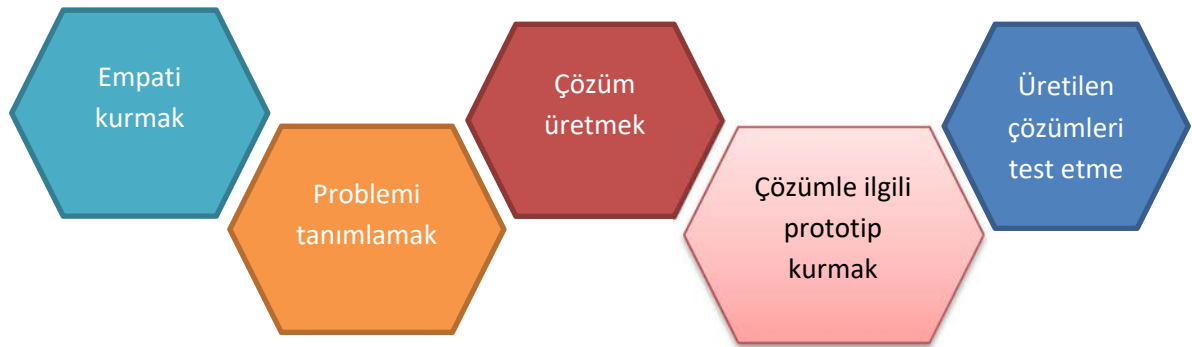 Empati
kurmak
Problemi
tanımlamak
Çözüm
üretmek
Çözümle ilgili
prototip
kurmak
Üretilen
çözümleri
test etme